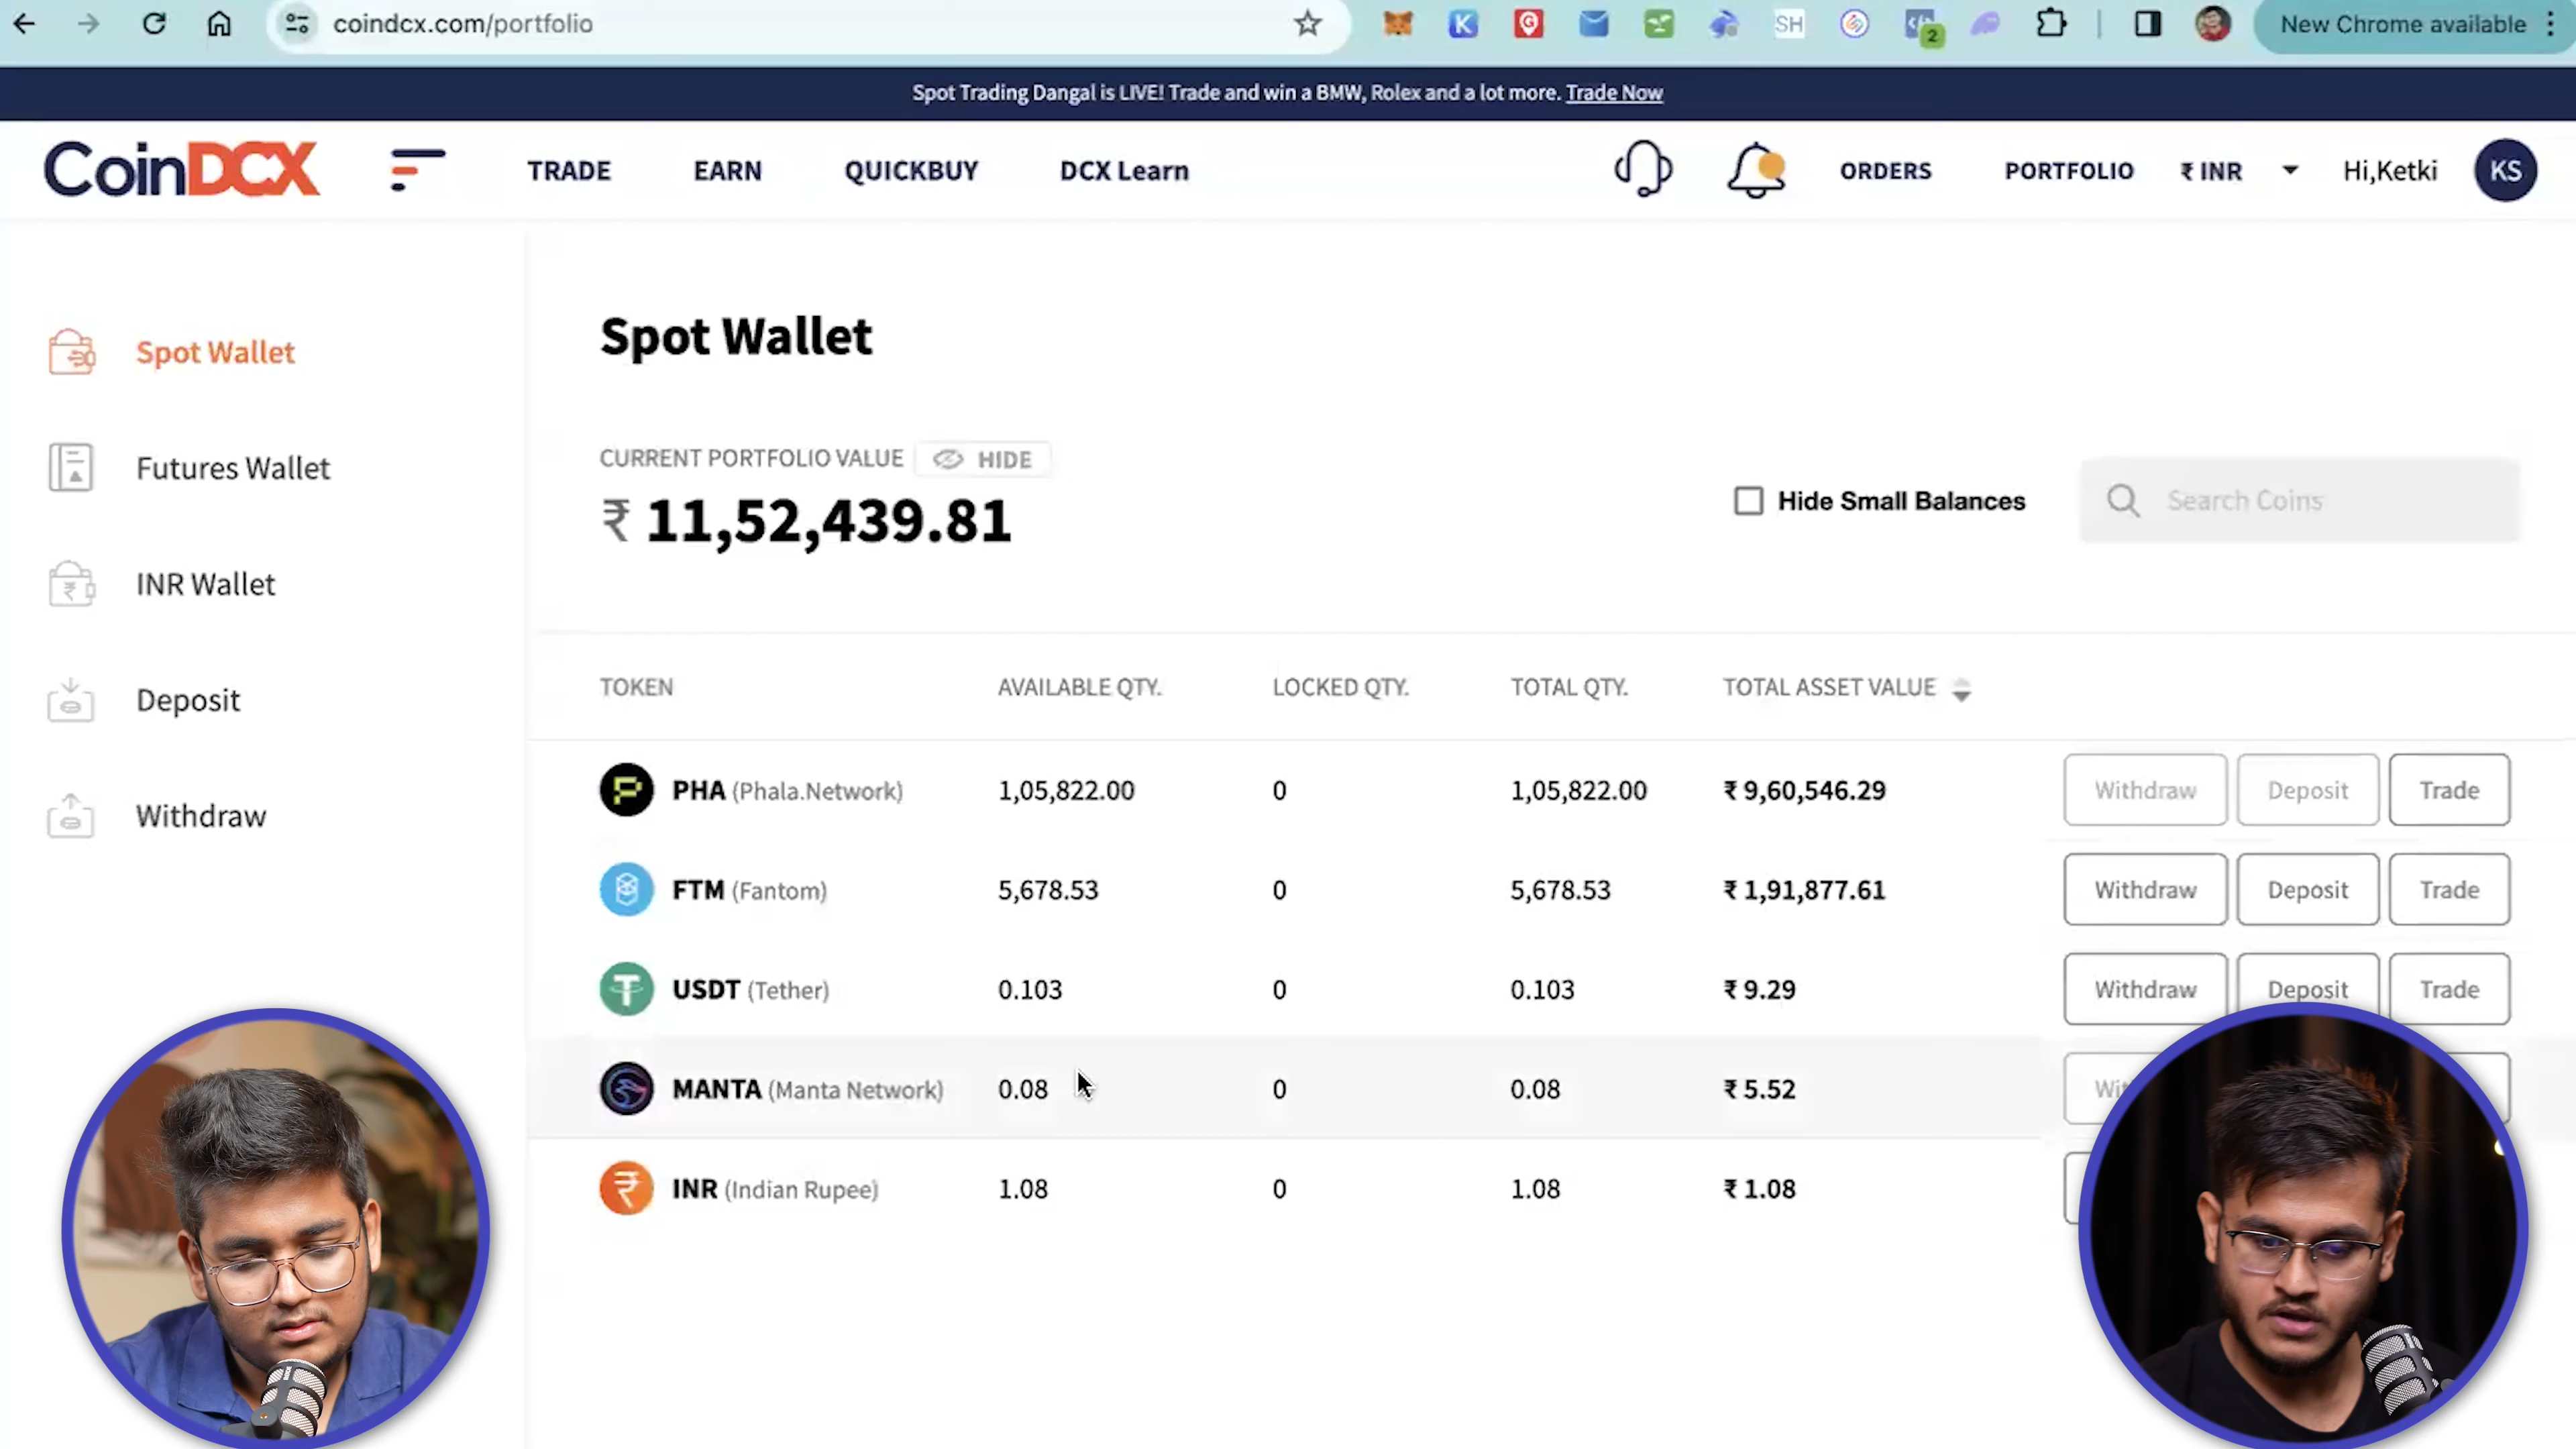 coindcx.com/portfolio
SH
2
New Chrome available
Spot Trading Dangal is LIVE! Trade and win a BMW, Rolex and a lot more. Trade Now
CoinDCX
TRADE
EARN
QUICKBUY
DCX Learn
ORDERS
PORTFOLIO
₹ INR
Hi,Ketki
KS
Spot Wallet
Futures Wallet
INR Wallet
Deposit
Withdraw
Spot Wallet
CURRENT PORTFOLIO VALUE HIDE
₹ 11,52,439.81
Hide Small Balances
Search Coins
TOKEN AVAILABLE QTY. LOCKED QTY. TOTAL QTY. TOTAL ASSET VALUE
PHA (Phala.Network) 1,05,822.00 0 1,05,822.00 ₹ 9,60,546.29 Withdraw Deposit Trade
FTM (Fantom) 5,678.53 0 5,678.53 ₹ 1,91,877.61 Withdraw Deposit Trade
USDT (Tether) 0.103 0 0.103 ₹ 9.29 Withdraw Deposit Trade
MANTA (Manta Network) 0.08 0 0.08 ₹ 5.52
INR (Indian Rupee) 1.08 0 1.08 ₹ 1.08